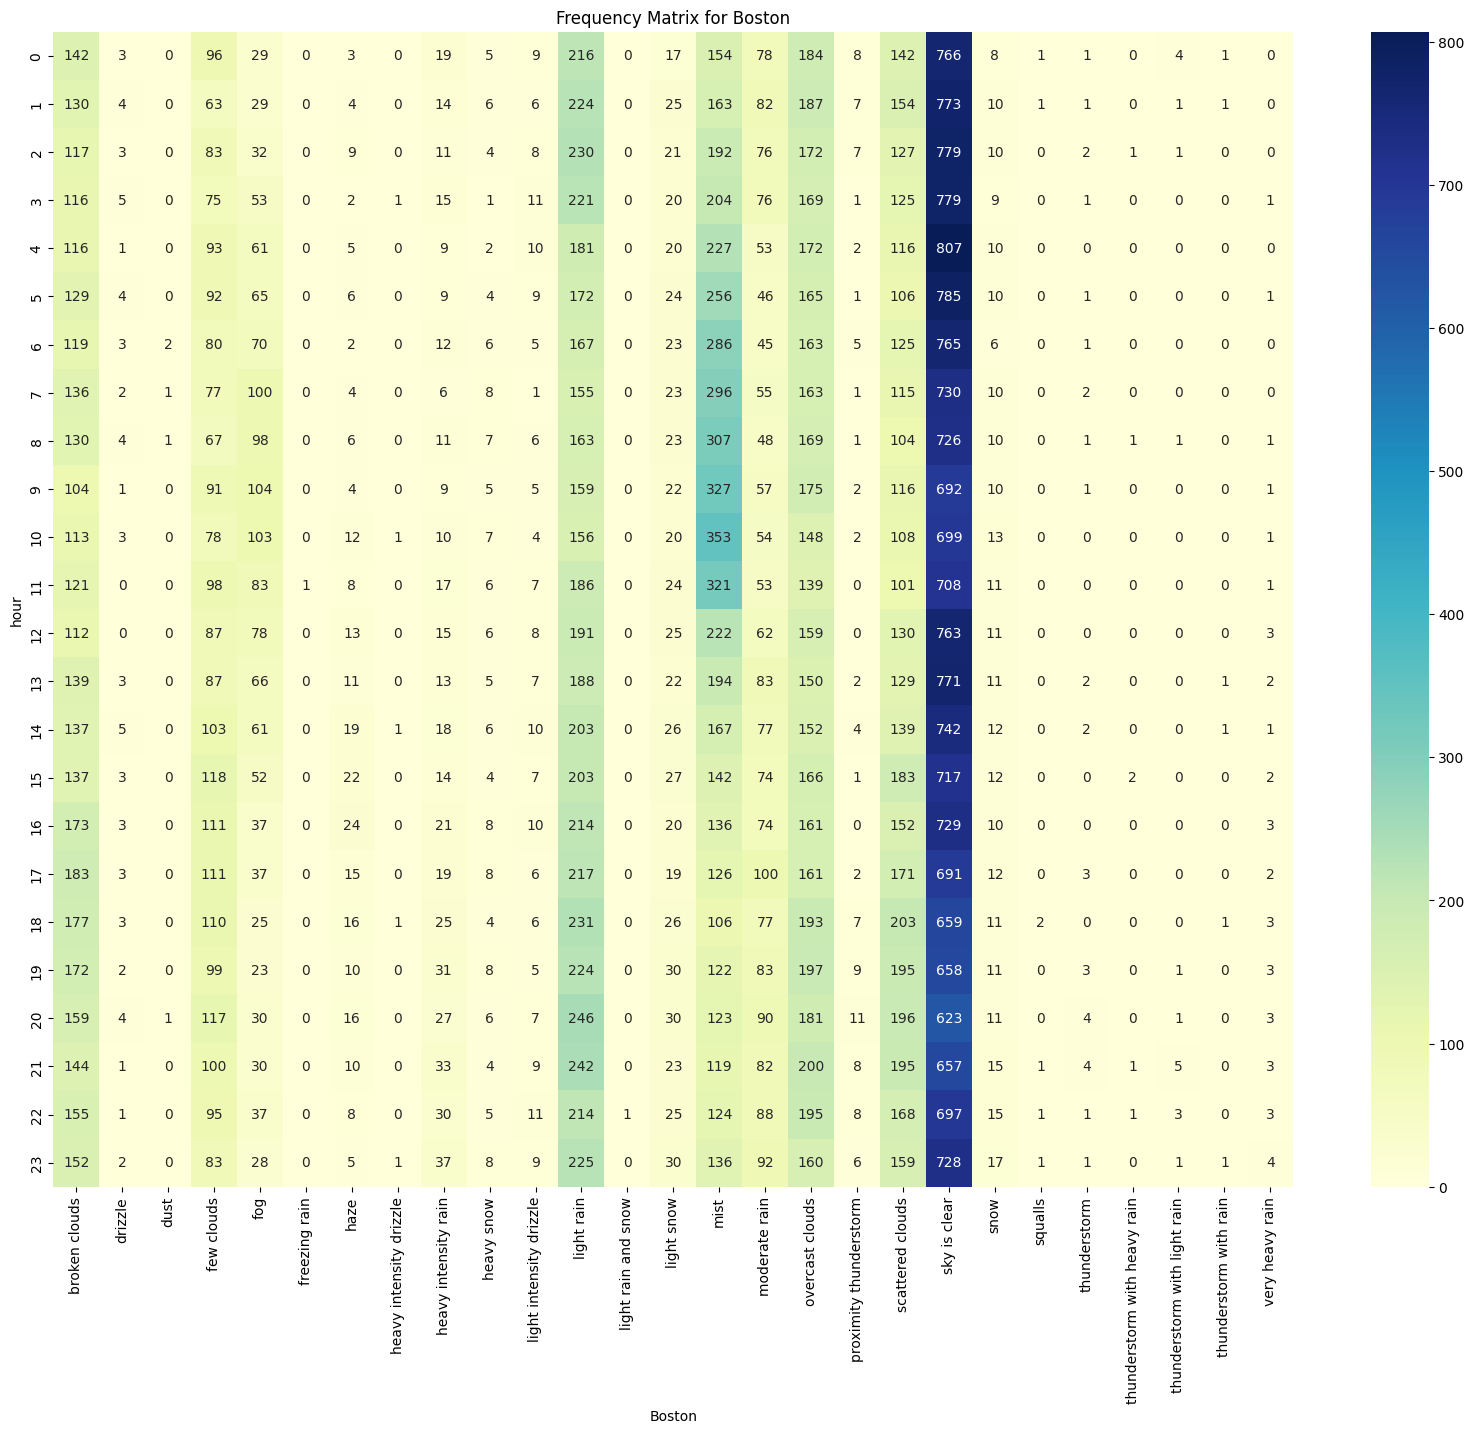 Frequency Matrix for Boston
0 142 3 0 96 29 0 3 0 19 5 9 216 0 17 154 78 184 8 142 766 8 1 1 0 4 1 0
1 130 4 0 63 29 0 4 0 14 6 6 224 0 25 163 82 187 7 154 773 10 1 1 0 1 1 0
2 117 3 0 83 32 0 9 0 11 4 8 230 0 21 192 76 172 7 127 779 10 0 2 1 1 0 0
3 116 5 0 75 53 0 2 1 15 1 11 221 0 20 204 76 169 1 125 779 9 0 1 0 0 0 1
4 116 1 0 93 61 0 5 0 9 2 10 181 0 20 227 53 172 2 116 807 10 0 0 0 0 0 0
5 129 4 0 92 65 0 6 0 9 4 9 172 0 24 256 46 165 1 106 785 10 0 1 0 0 0 1
6 119 3 2 80 70 0 2 0 12 6 5 167 0 23 286 45 163 5 125 765 6 0 1 0 0 0 0
7 136 2 1 77 100 0 4 0 6 8 1 155 0 23 296 55 163 1 115 730 10 0 2 0 0 0 0
8 130 4 1 67 98 0 6 0 11 7 6 163 0 23 307 48 169 1 104 726 10 0 1 1 1 0 1
9 104 1 0 91 104 0 4 0 9 5 5 159 0 22 327 57 175 2 116 692 10 0 1 0 0 0 1
10 113 3 0 78 103 0 12 1 10 7 4 156 0 20 353 54 148 2 108 699 13 0 0 0 0 0 1
11 121 0 0 98 83 1 8 0 17 6 7 186 0 24 321 53 139 0 101 708 11 0 0 0 0 0 1
12 112 0 0 87 78 0 13 0 15 6 8 191 0 25 222 62 159 0 130 763 11 0 0 0 0 0 3
13 139 3 0 87 66 0 11 0 13 5 7 188 0 22 194 83 150 2 129 771 11 0 2 0 0 1 2
14 137 5 0 103 61 0 19 1 18 6 10 203 0 26 167 77 152 4 139 742 12 0 2 0 0 1 1
15 137 3 0 118 52 0 22 0 14 4 7 203 0 27 142 74 166 1 183 717 12 0 0 2 0 0 2
16 173 3 0 111 37 0 24 0 21 8 10 214 0 20 136 74 161 0 152 729 10 0 0 0 0 0 3
17 183 3 0 111 37 0 15 0 19 8 6 217 0 19 126 100 161 2 171 691 12 0 3 0 0 0 2
18 177 3 0 110 25 0 16 1 25 4 6 231 0 26 106 77 193 7 203 659 11 2 0 0 0 1 3
19 172 2 0 99 23 0 10 0 31 8 5 224 0 30 122 83 197 9 195 658 11 0 3 0 1 0 3
20 159 4 1 117 30 0 16 0 27 6 7 246 0 30 123 90 181 11 196 623 11 0 4 0 1 0 3
21 144 1 0 100 30 0 10 0 33 4 9 242 0 23 119 82 200 8 195 657 15 1 4 1 5 0 3
22 155 1 0 95 37 0 8 0 30 5 11 214 1 25 124 88 195 8 168 697 15 1 1 1 3 0 3
23 152 2 0 83 28 0 5 1 37 8 9 225 0 30 136 92 160 6 159 728 17 1 1 0 1 1 4
hour
broken clouds
drizzle
dust
few clouds
fog
freezing rain
haze
heavy intensity drizzle
heavy intensity rain
heavy snow
light intensity drizzle
light rain
light rain and snow
light snow
mist
moderate rain
overcast clouds
proximity thunderstorm
scattered clouds
sky is clear
snow
squalls
thunderstorm
thunderstorm with heavy rain
thunderstorm with light rain
thunderstorm with rain
very heavy rain
Boston
800
700
600
500
400
300
200
100
0